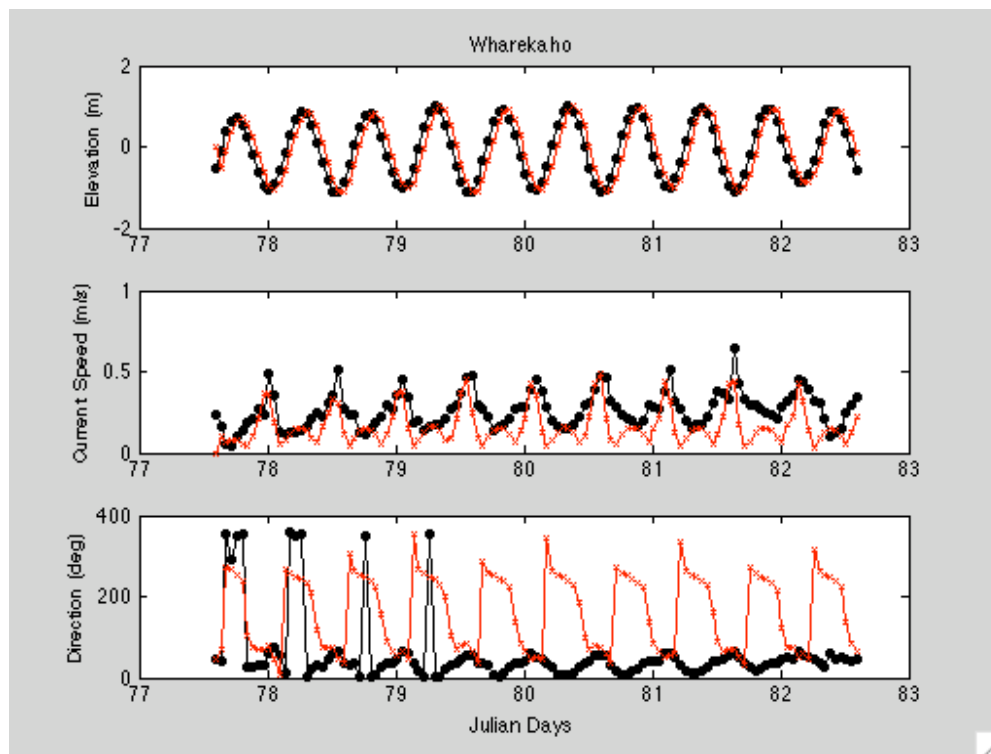 Wharekaho
2
0
-2
Elevation (m)
77 78 79 80 81 82 83
1
0.5
0
Current Speed (m/s)
77 78 79 80 81 82 83
400
200
0
Direction (deg)
77 78 79 80 81 82 83
Julian Days